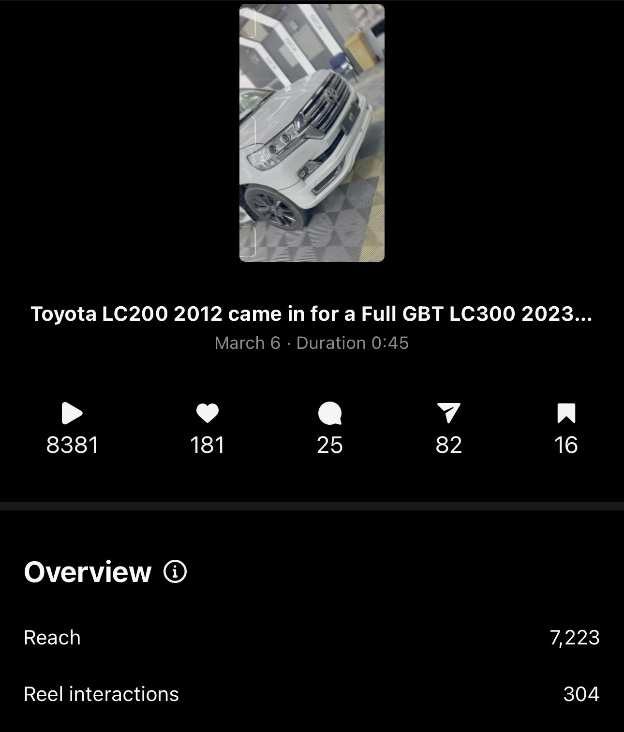 Toyota LC200 2012 came in for a Full GBT LC300 2023...
March 6 · Duration 0:45
8381 181 25 82 16
Overview
Reach 7,223
Reel interactions 304